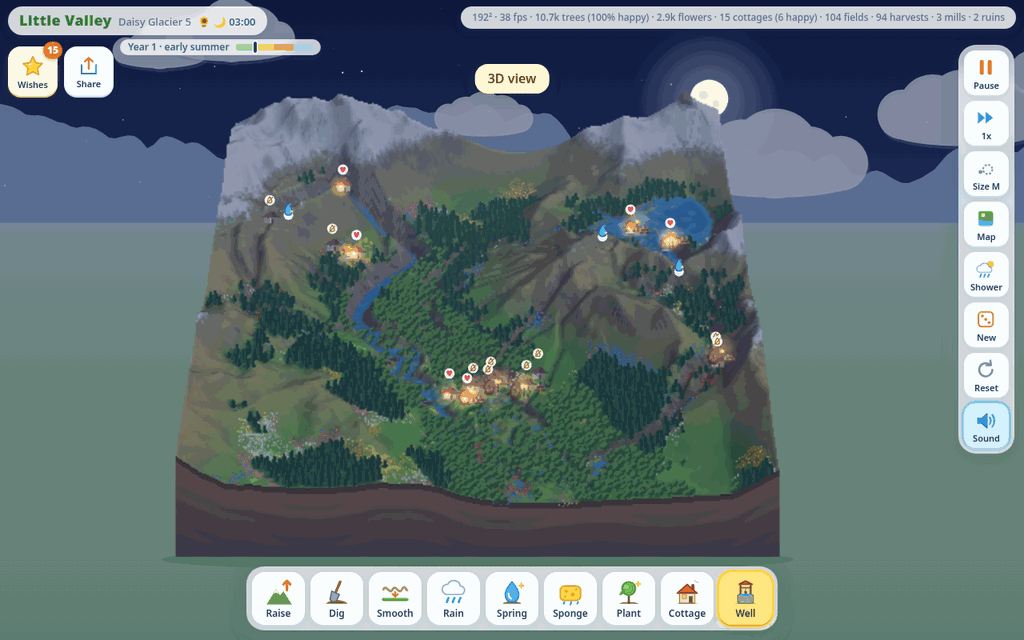 Little Valley Daisy Glacier 5 03:00
192² · 38 fps · 10.7k trees (100% happy) · 2.9k flowers · 15 cottages (6 happy) · 104 fields · 94 harvests · 3 mills · 2 ruins
Year 1 · early summer
15
Wishes
Share
3D view
Pause
1x
Size M
Map
Shower
New
Reset
Sound
Raise
Dig
Smooth
Rain
Spring
Sponge
Plant
Cottage
Well